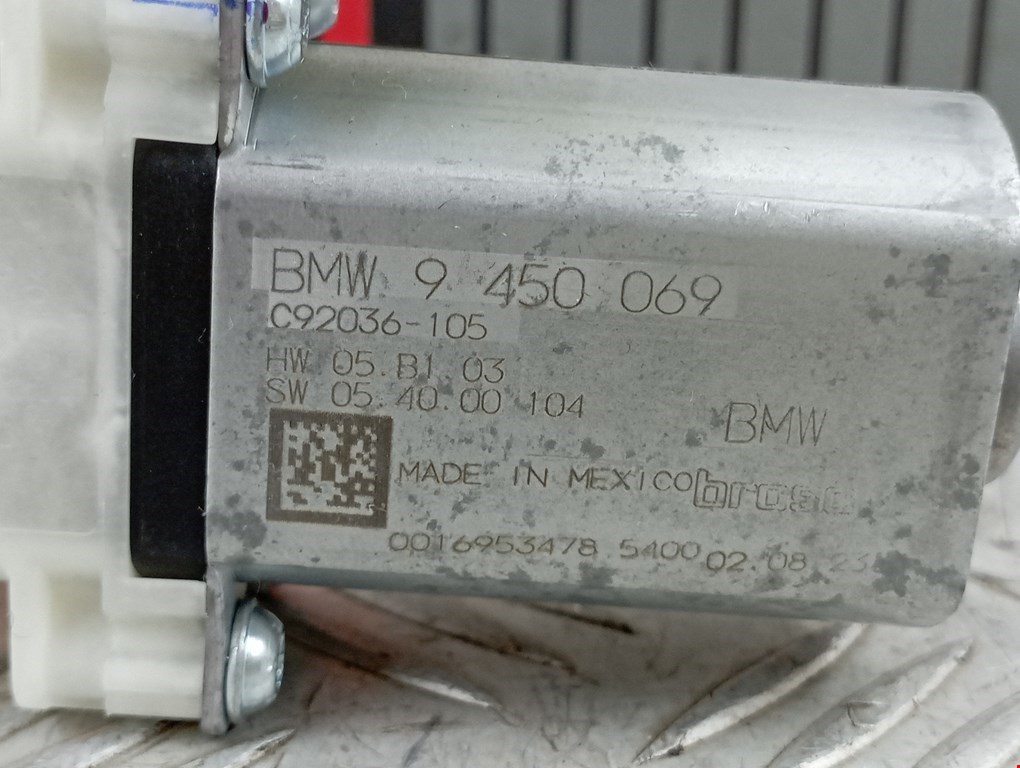 BMW 9 450 069
C92036-105
HW 05.B1.03
SW 05.40.00 104
BMW
MADE IN MEXICO brose
0016953478 5400 02.08.23